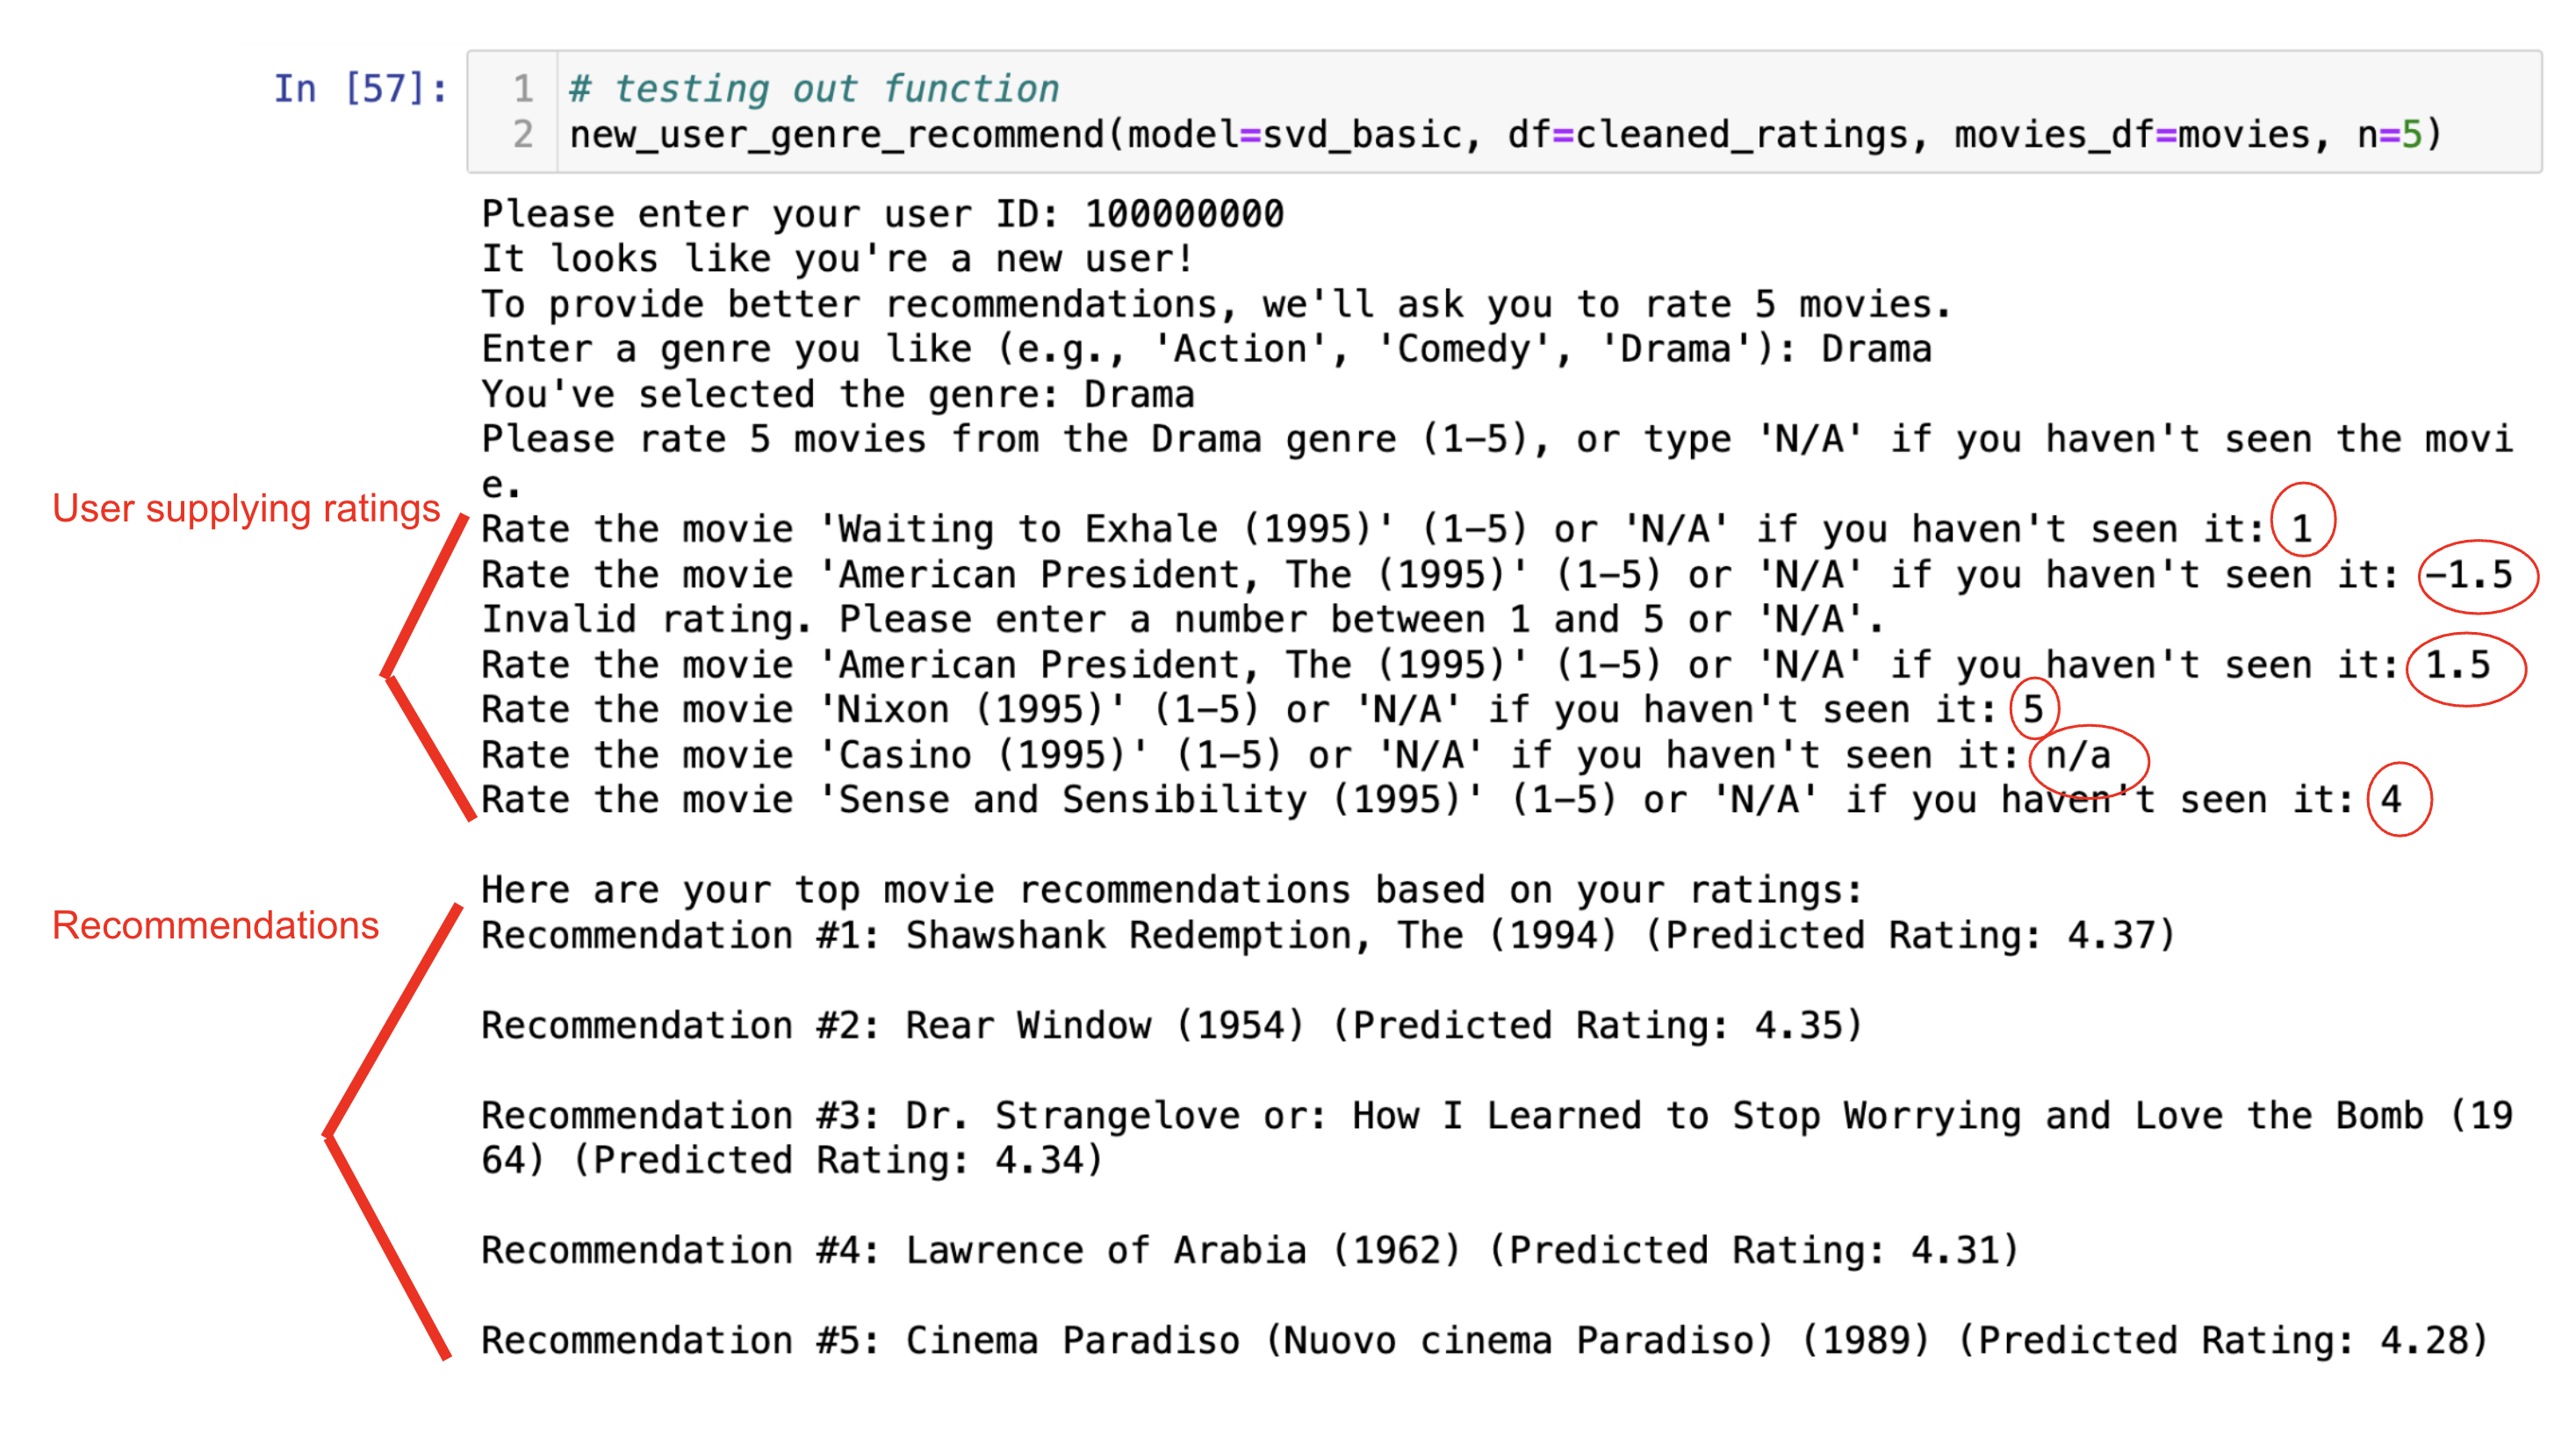 In [57]:
1 # testing out function
2 new_user_genre_recommend(model=svd_basic, df=cleaned_ratings, movies_df=movies, n=5)
Please enter your user ID: 100000000
It looks like you're a new user!
To provide better recommendations, we'll ask you to rate 5 movies.
Enter a genre you like (e.g., 'Action', 'Comedy', 'Drama'): Drama
You've selected the genre: Drama
Please rate 5 movies from the Drama genre (1-5), or type 'N/A' if you haven't seen the movi
e.
User supplying ratings
Rate the movie 'Waiting to Exhale (1995)' (1-5) or 'N/A' if you haven't seen it: 1
Rate the movie 'American President, The (1995)' (1-5) or 'N/A' if you haven't seen it: -1.5
Invalid rating. Please enter a number between 1 and 5 or 'N/A'.
Rate the movie 'American President, The (1995)' (1-5) or 'N/A' if you haven't seen it: 1.5
Rate the movie 'Nixon (1995)' (1-5) or 'N/A' if you haven't seen it: 5
Rate the movie 'Casino (1995)' (1-5) or 'N/A' if you haven't seen it: n/a
Rate the movie 'Sense and Sensibility (1995)' (1-5) or 'N/A' if you haven't seen it: 4
Here are your top movie recommendations based on your ratings:
Recommendations
Recommendation #1: Shawshank Redemption, The (1994) (Predicted Rating: 4.37)
Recommendation #2: Rear Window (1954) (Predicted Rating: 4.35)
Recommendation #3: Dr. Strangelove or: How I Learned to Stop Worrying and Love the Bomb (19
64) (Predicted Rating: 4.34)
Recommendation #4: Lawrence of Arabia (1962) (Predicted Rating: 4.31)
Recommendation #5: Cinema Paradiso (Nuovo cinema Paradiso) (1989) (Predicted Rating: 4.28)